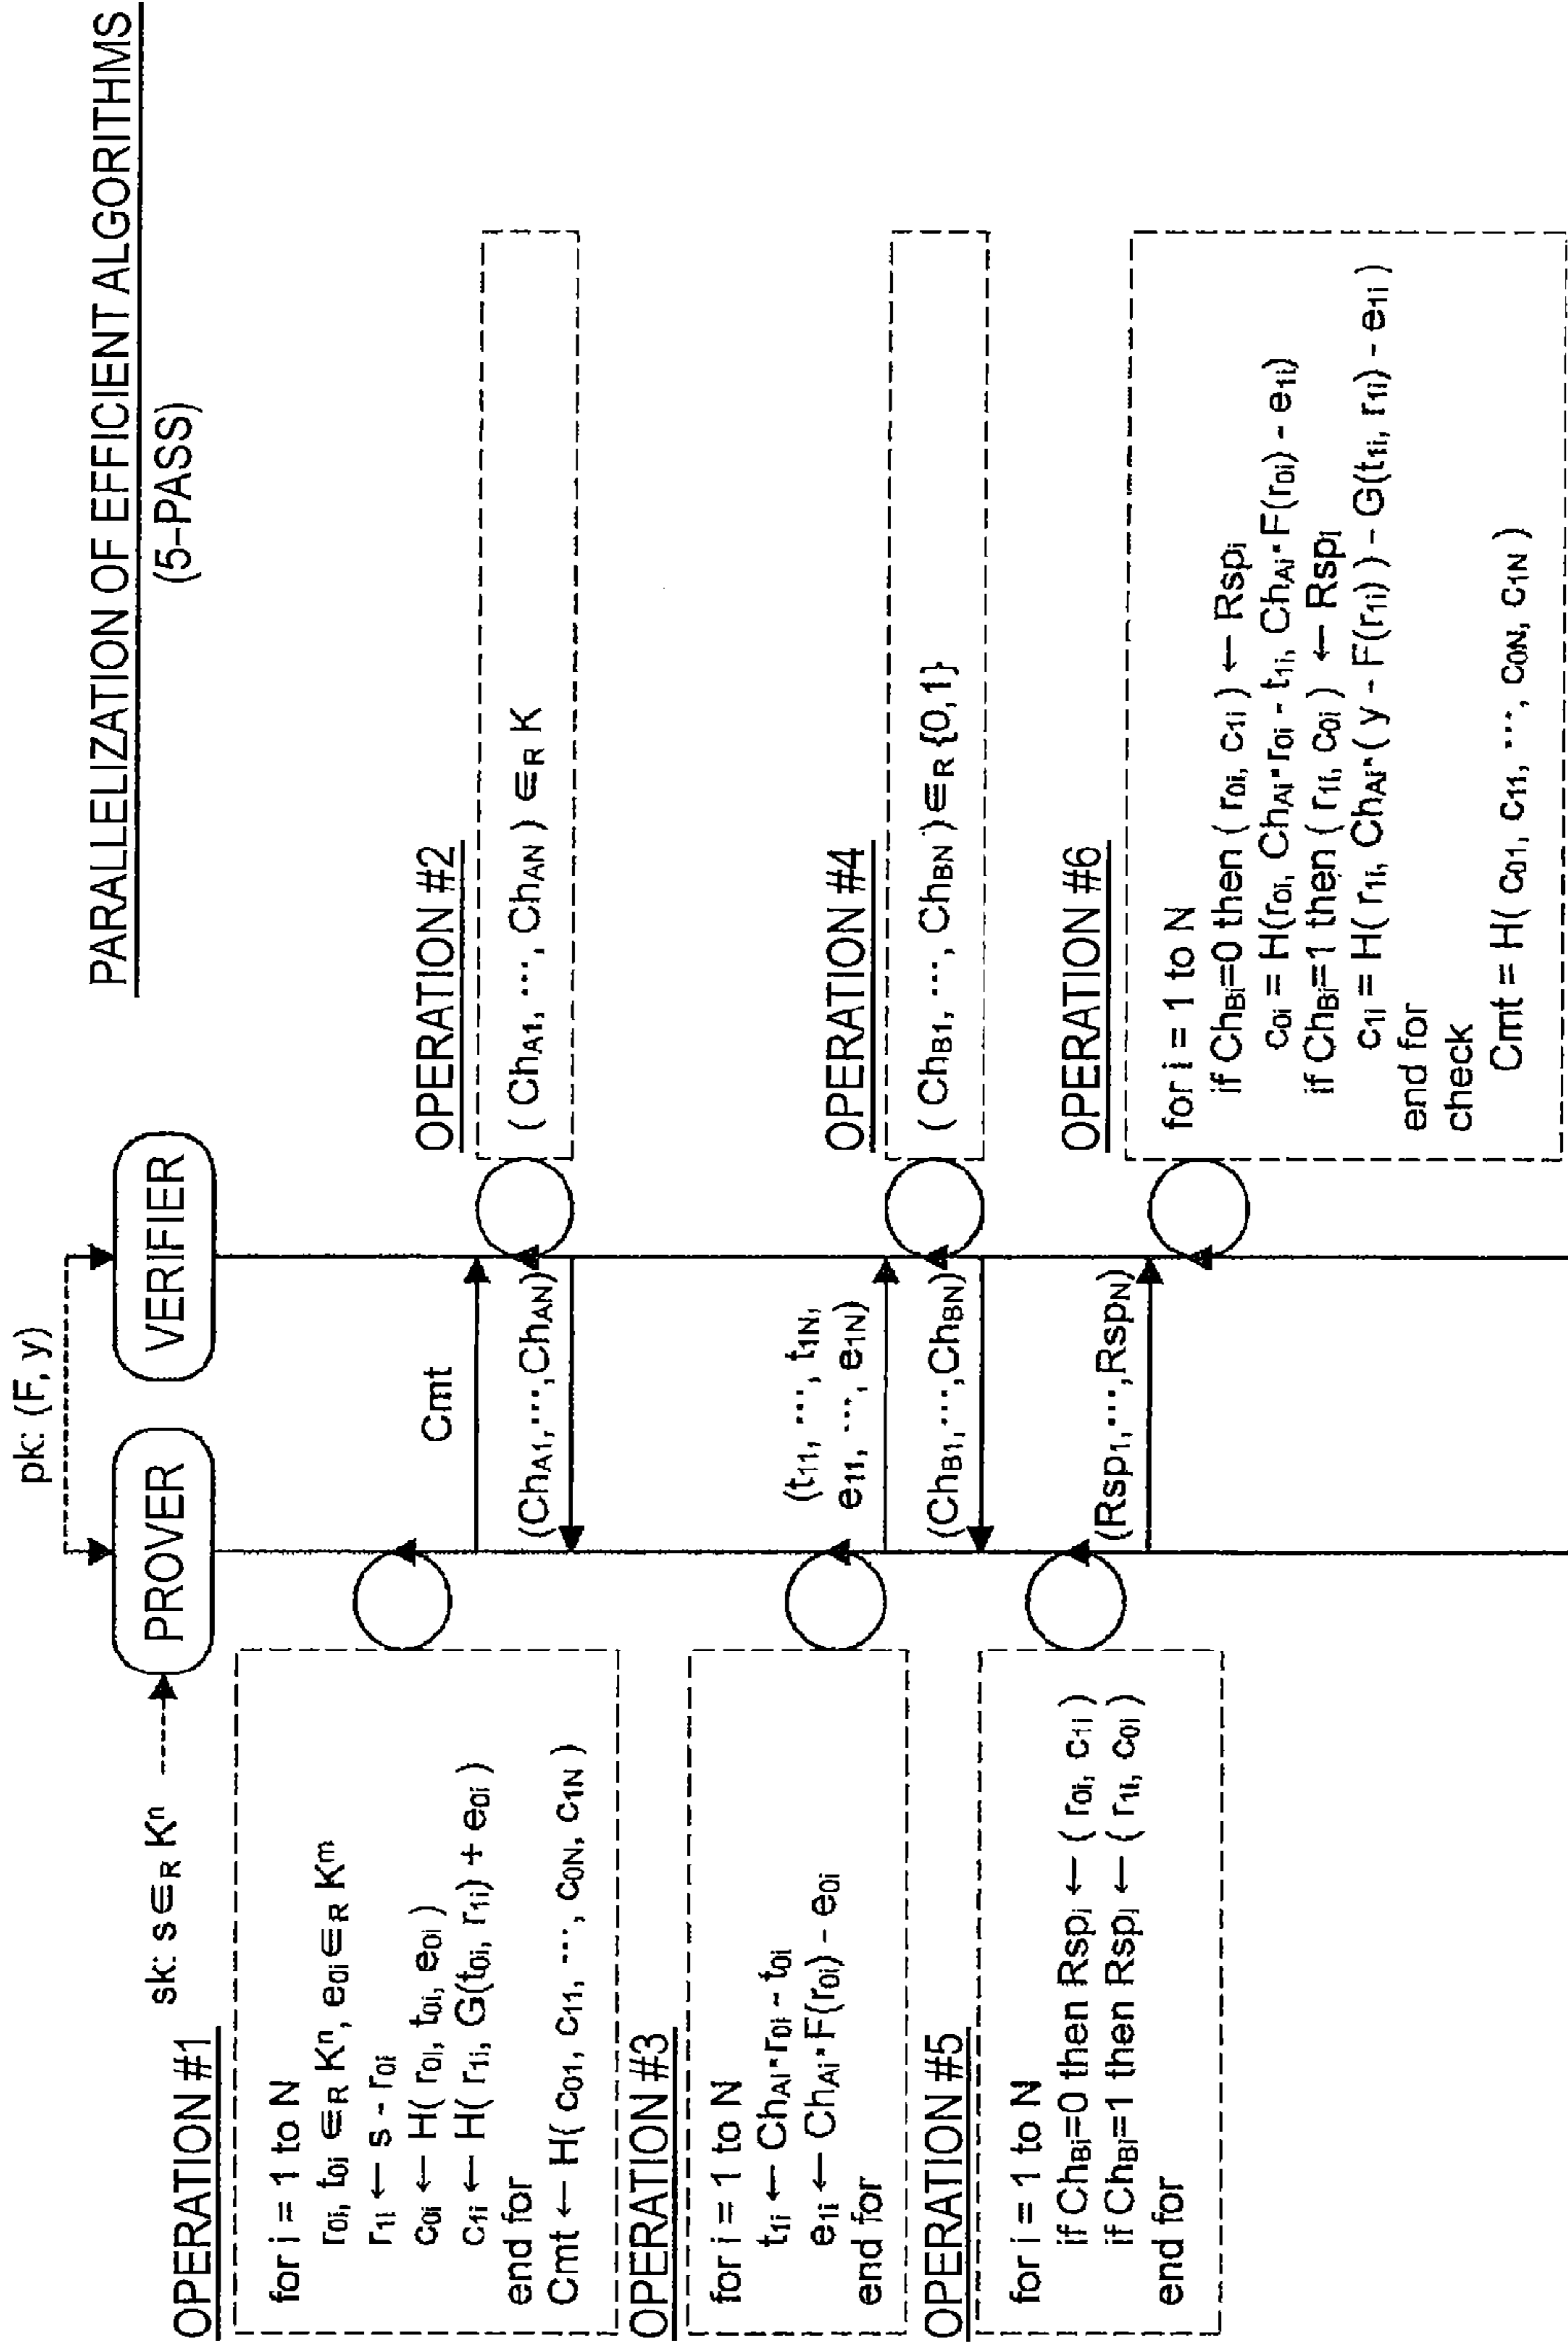 PARALLELIZATION OF EFFICIENT ALGORITHMS
(5-PASS)
pk: (F, y)
sk: s ∈R Kⁿ
PROVER
VERIFIER
OPERATION #1
for i = 1 to N
r0i, t0i ∈R Kⁿ, e0i ∈R Kᵐ
r1i ← s - r0i
c0i ← H( r0i, t0i, e0i )
c1i ← H( r1i, G(t0i, r1i) + e0i )
end for
Cmt ← H( c01, c11, ···, c0N, c1N )
Cmt
OPERATION #2
( ChA1, ···, ChAN ) ∈R K
(ChA1,···,ChAN)
OPERATION #3
for i = 1 to N
t1i ← ChAi·r0i - t0i
e1i ← ChAi·F(r0i) - e0i
end for
(t11, ···, t1N,
e11, ···, e1N)
OPERATION #4
( ChB1, ···, ChBN ) ∈R {0,1}
(ChB1,···,ChBN)
OPERATION #5
for i = 1 to N
if ChBi=0 then Rspi ← ( r0i, c1i )
if ChBi=1 then Rspi ← ( r1i, c0i )
end for
(Rsp1,···,RspN)
OPERATION #6
for i = 1 to N
if ChBi=0 then ( r0i, c1i ) ← Rspi
c0i = H(r0i, ChAi·r0i - t1i, ChAi·F(r0i) - e1i)
if ChBi=1 then ( r1i, c0i ) ← Rspi
c1i = H( r1i, ChAi·( y - F(r1i) ) - G(t1i, r1i) - e1i )
end for
check
Cmt = H( c01, c11, ···, c0N, c1N )